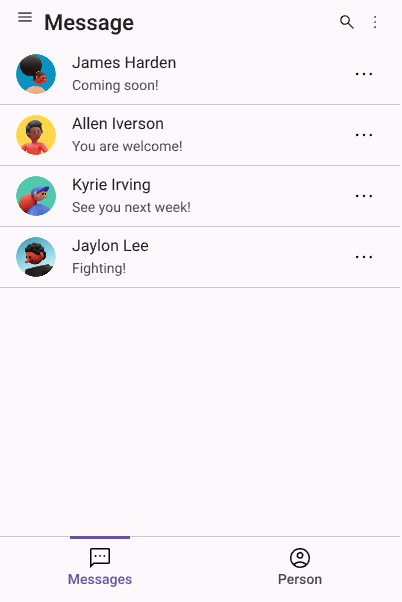 Message
James Harden
Coming soon!
Allen Iverson
You are welcome!
Kyrie Irving
See you next week!
Jaylon Lee
Fighting!
Messages
Person